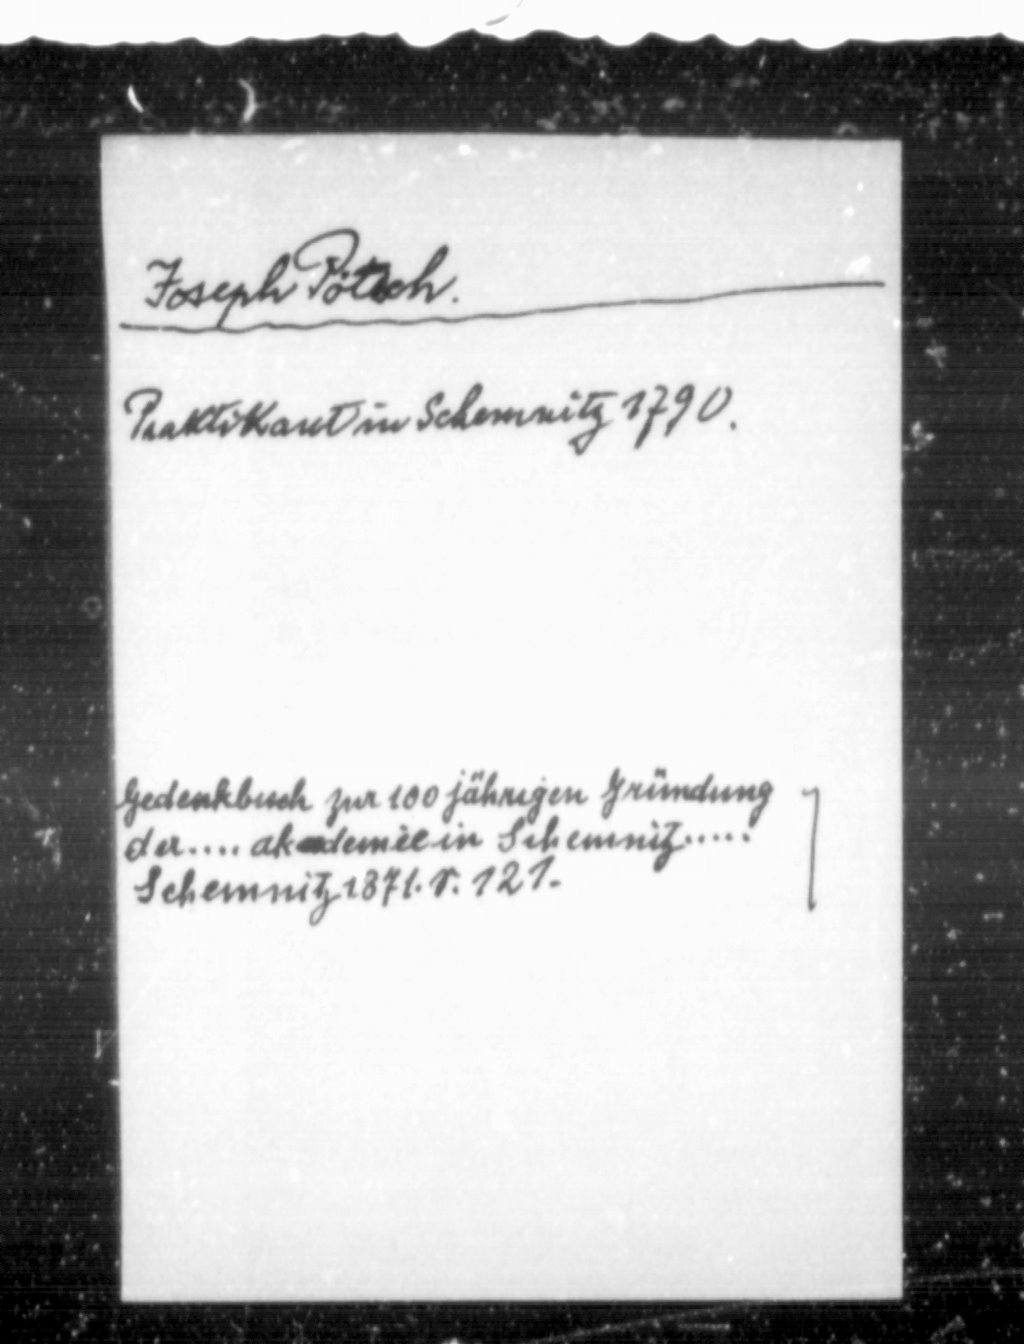 Joseph Pötsch.
Praktikant in Schemnitz 1790.
Gedenkbuch zur 100 jährigen Gründung
der.... akademie in Schemnitz.....
Schemnitz 1871. S. 121.